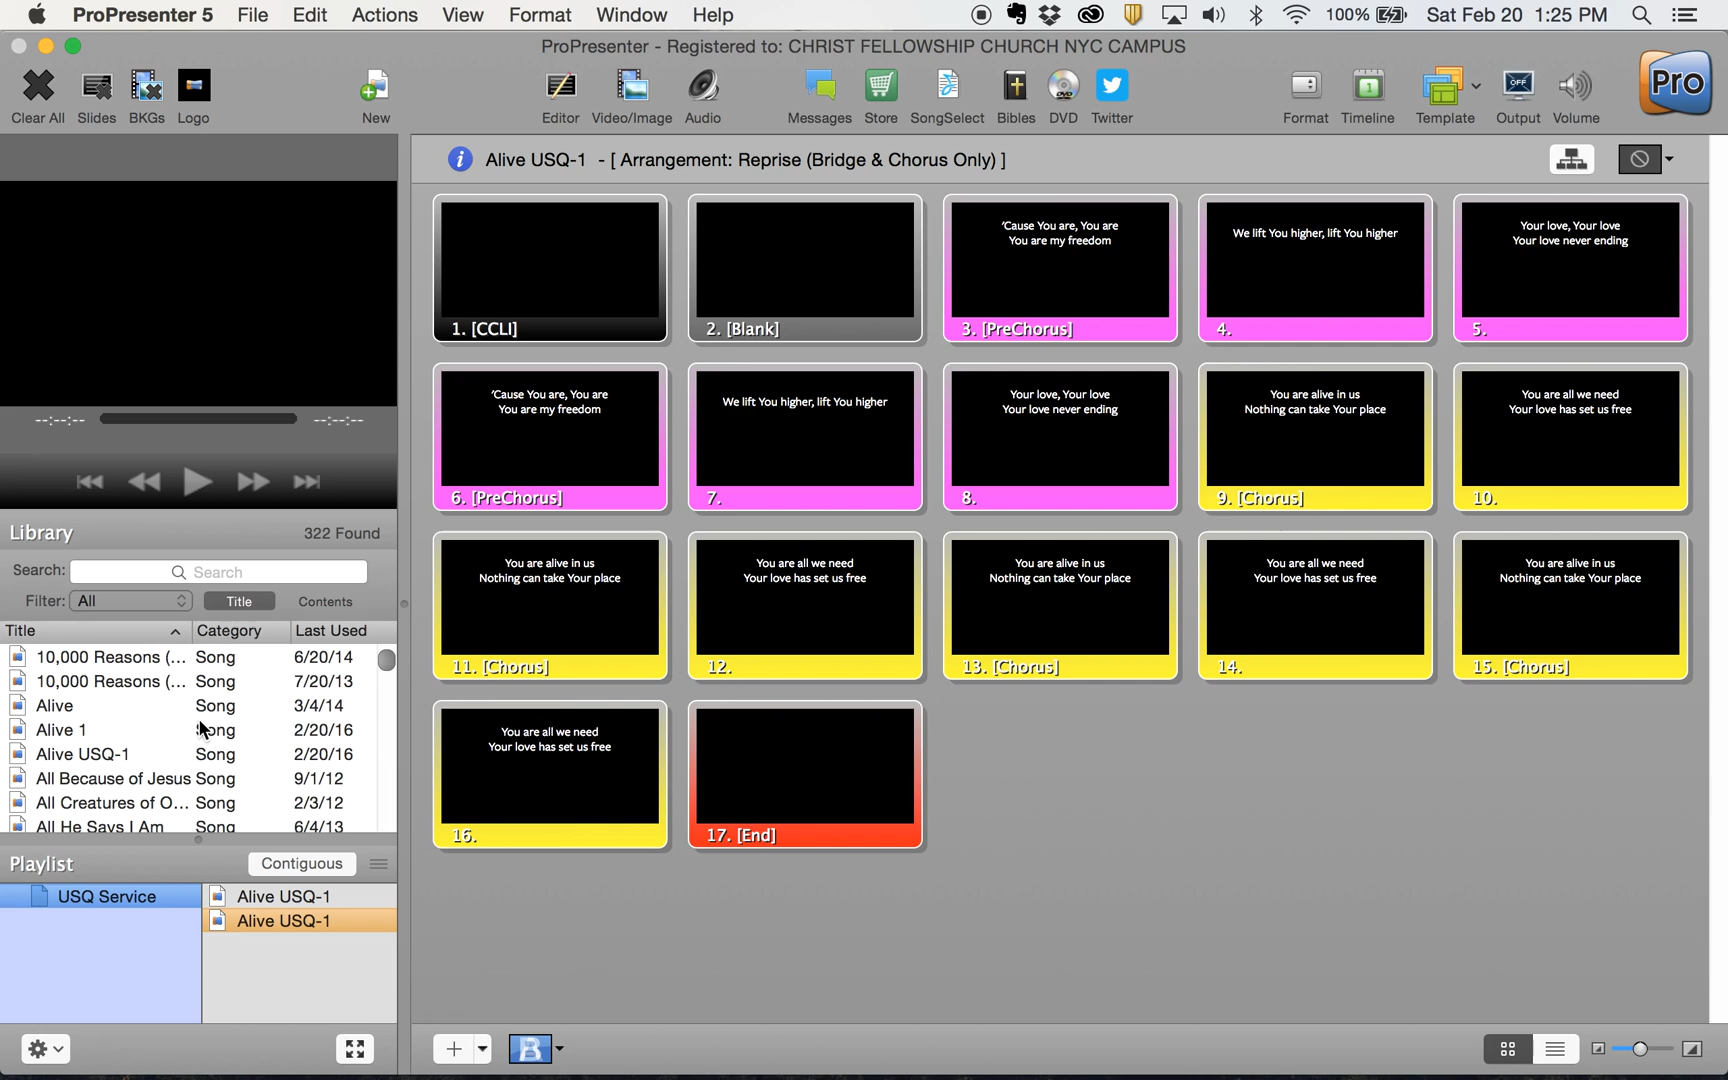 ProPresenter 5 File Edit Actions View Format Window Help 100% Sat Feb 20 1:25 PM
ProPresenter - Registered to: CHRIST FELLOWSHIP CHURCH NYC CAMPUS
Clear All Slides BKGs Logo New Editor Video/Image Audio Messages Store SongSelect Bibles DVD Twitter Format Timeline Template Output Volume
DVD
1
OFF
Pro
Alive USQ-1 - [ Arrangement: Reprise (Bridge & Chorus Only) ]
1. [CCLI]
2. [Blank]
'Cause You are, You are
You are my freedom
3. [PreChorus]
We lift You higher, lift You higher
4.
Your love, Your love
Your love never ending
5.
'Cause You are, You are
You are my freedom
6. [PreChorus]
We lift You higher, lift You higher
7.
Your love, Your love
Your love never ending
8.
You are alive in us
Nothing can take Your place
9. [Chorus]
You are all we need
Your love has set us free
10.
You are alive in us
Nothing can take Your place
11. [Chorus]
You are all we need
Your love has set us free
12.
You are alive in us
Nothing can take Your place
13. [Chorus]
You are all we need
Your love has set us free
14.
You are alive in us
Nothing can take Your place
15. [Chorus]
You are all we need
Your love has set us free
16.
17. [End]
--:--:-- --:--:--
Library 322 Found
Search: Search
Filter: All Title Contents
Title Category Last Used
10,000 Reasons (... Song 6/20/14
10,000 Reasons (... Song 7/20/13
Alive Song 3/4/14
Alive 1 Song 2/20/16
Alive USQ-1 Song 2/20/16
All Because of Jesus Song 9/1/12
All Creatures of O... Song 2/3/12
All He Says I Am Song 6/4/13
Playlist Contiguous
USQ Service Alive USQ-1
Alive USQ-1
B